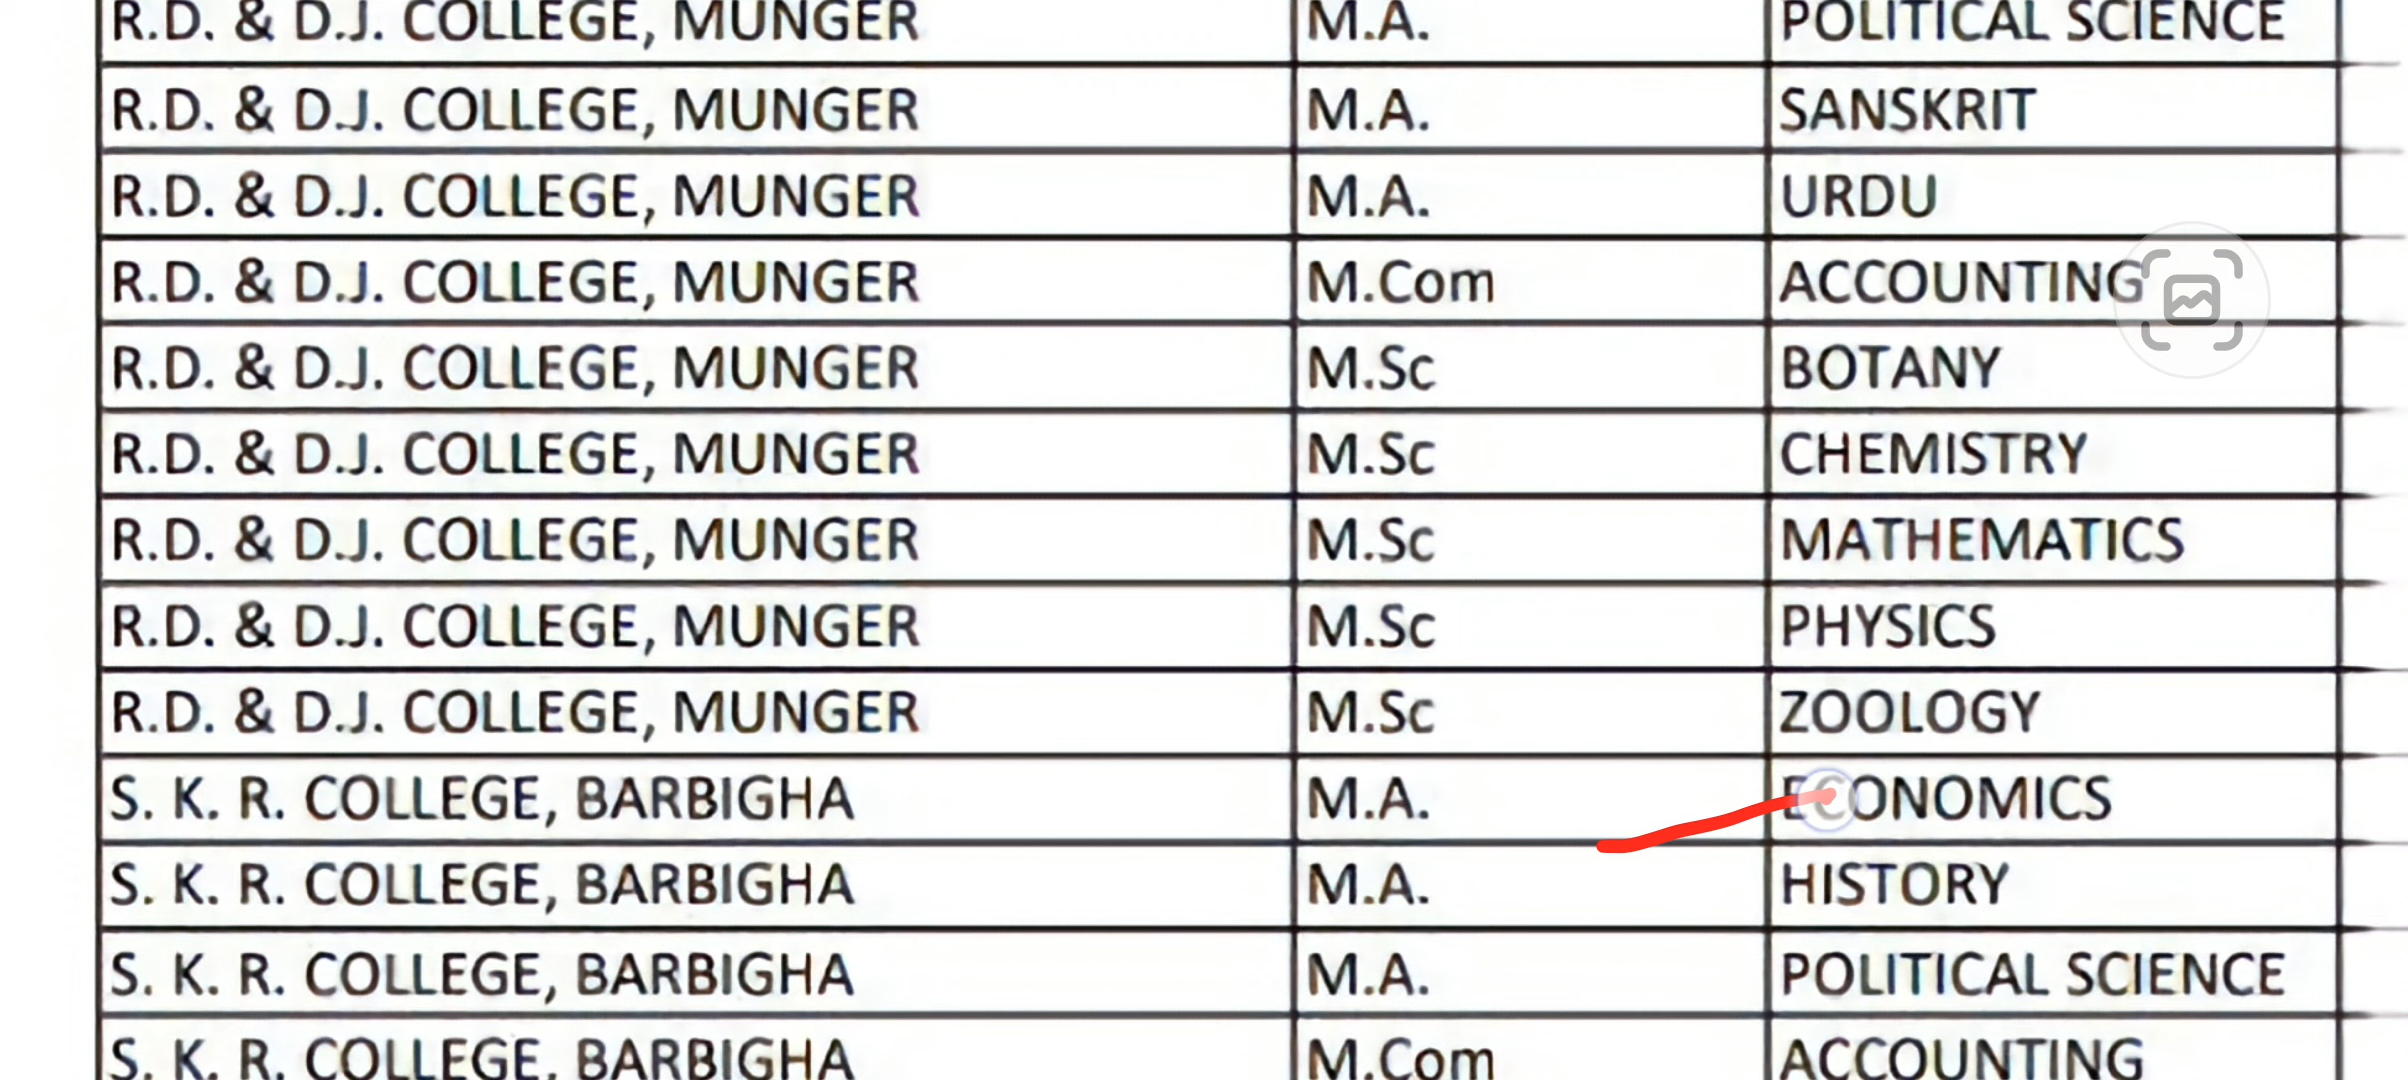 R.D. & D.J. COLLEGE, MUNGER M.A. POLITICAL SCIENCE
R.D. & D.J. COLLEGE, MUNGER M.A. SANSKRIT
R.D. & D.J. COLLEGE, MUNGER M.A. URDU
R.D. & D.J. COLLEGE, MUNGER M.Com ACCOUNTING
R.D. & D.J. COLLEGE, MUNGER M.Sc BOTANY
R.D. & D.J. COLLEGE, MUNGER M.Sc CHEMISTRY
R.D. & D.J. COLLEGE, MUNGER M.Sc MATHEMATICS
R.D. & D.J. COLLEGE, MUNGER M.Sc PHYSICS
R.D. & D.J. COLLEGE, MUNGER M.Sc ZOOLOGY
S. K. R. COLLEGE, BARBIGHA M.A. ECONOMICS
S. K. R. COLLEGE, BARBIGHA M.A. HISTORY
S. K. R. COLLEGE, BARBIGHA M.A. POLITICAL SCIENCE
S. K. R. COLLEGE, BARBIGHA M.Com ACCOUNTING